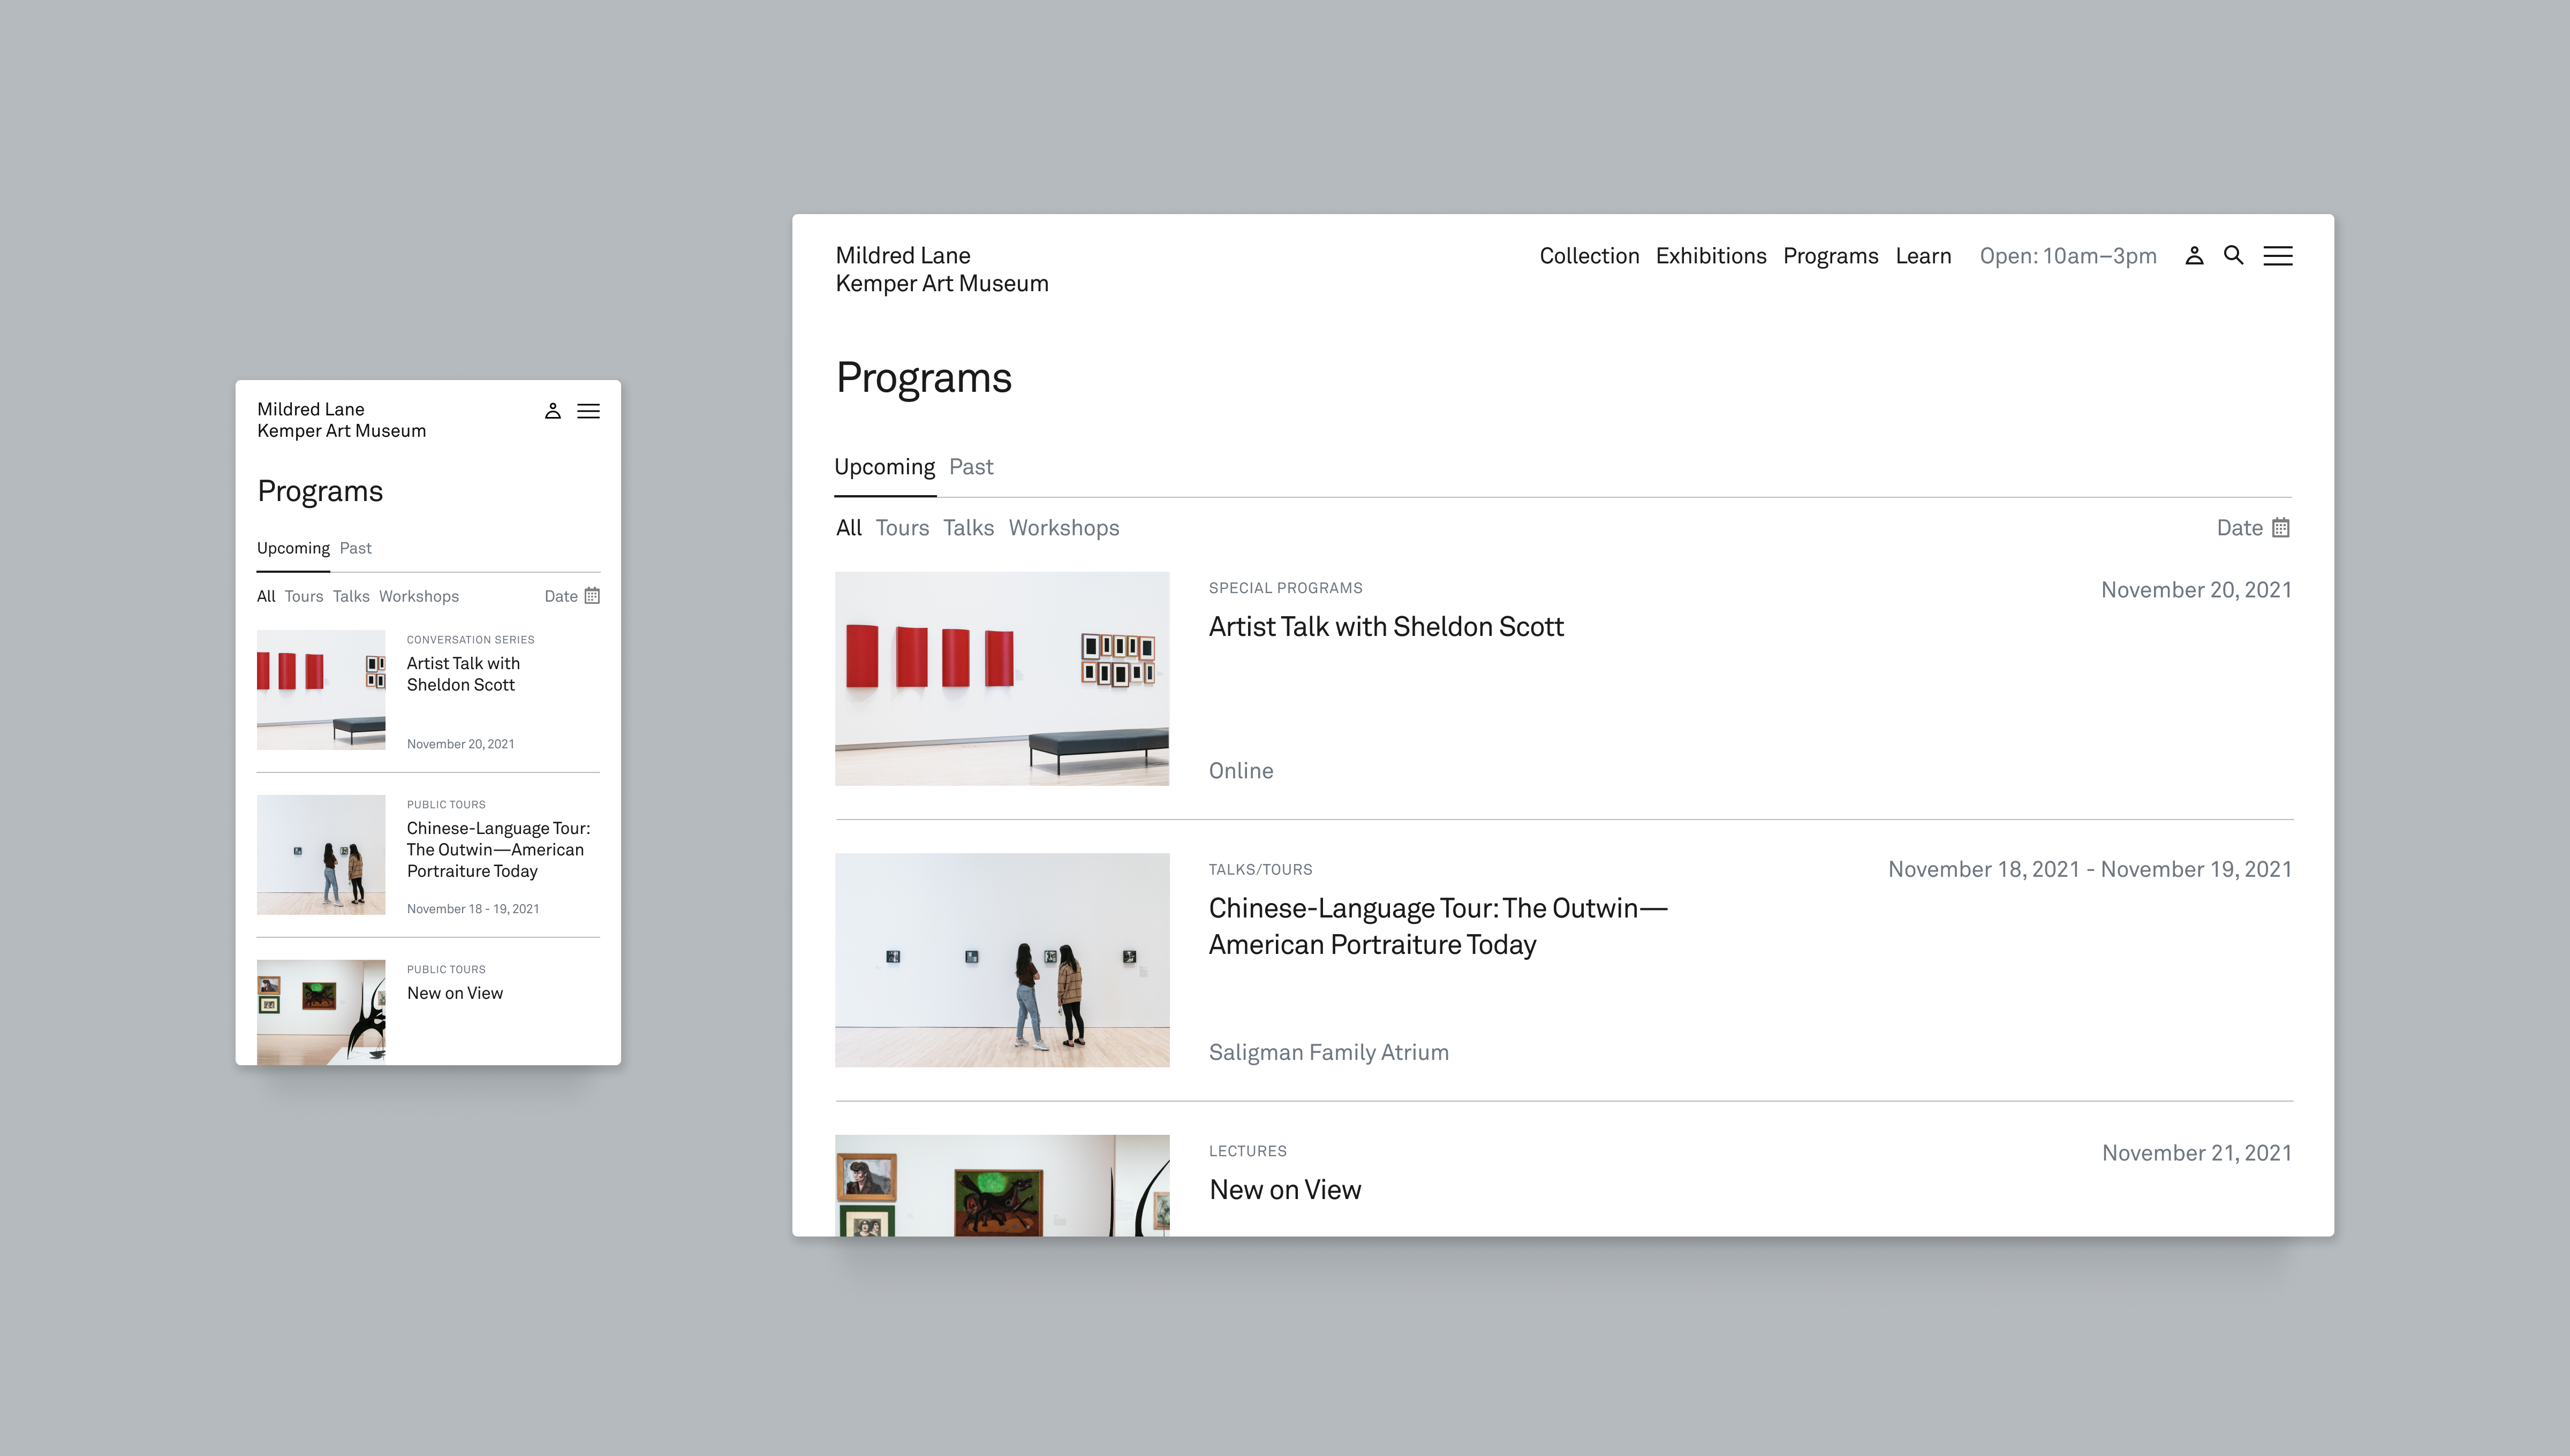 Mildred Lane
Kemper Art Museum
Programs
Upcoming Past
All Tours Talks Workshops Date
CONVERSATION SERIES
Artist Talk with
Sheldon Scott
November 20, 2021
PUBLIC TOURS
Chinese-Language Tour:
The Outwin—American
Portraiture Today
November 18 - 19, 2021
PUBLIC TOURS
New on View
Mildred Lane
Kemper Art Museum
Collection Exhibitions Programs Learn Open: 10am–3pm
Programs
Upcoming Past
All Tours Talks Workshops Date
SPECIAL PROGRAMS
November 20, 2021
Artist Talk with Sheldon Scott
Online
TALKS/TOURS
November 18, 2021 - November 19, 2021
Chinese-Language Tour: The Outwin—
American Portraiture Today
Saligman Family Atrium
LECTURES
November 21, 2021
New on View